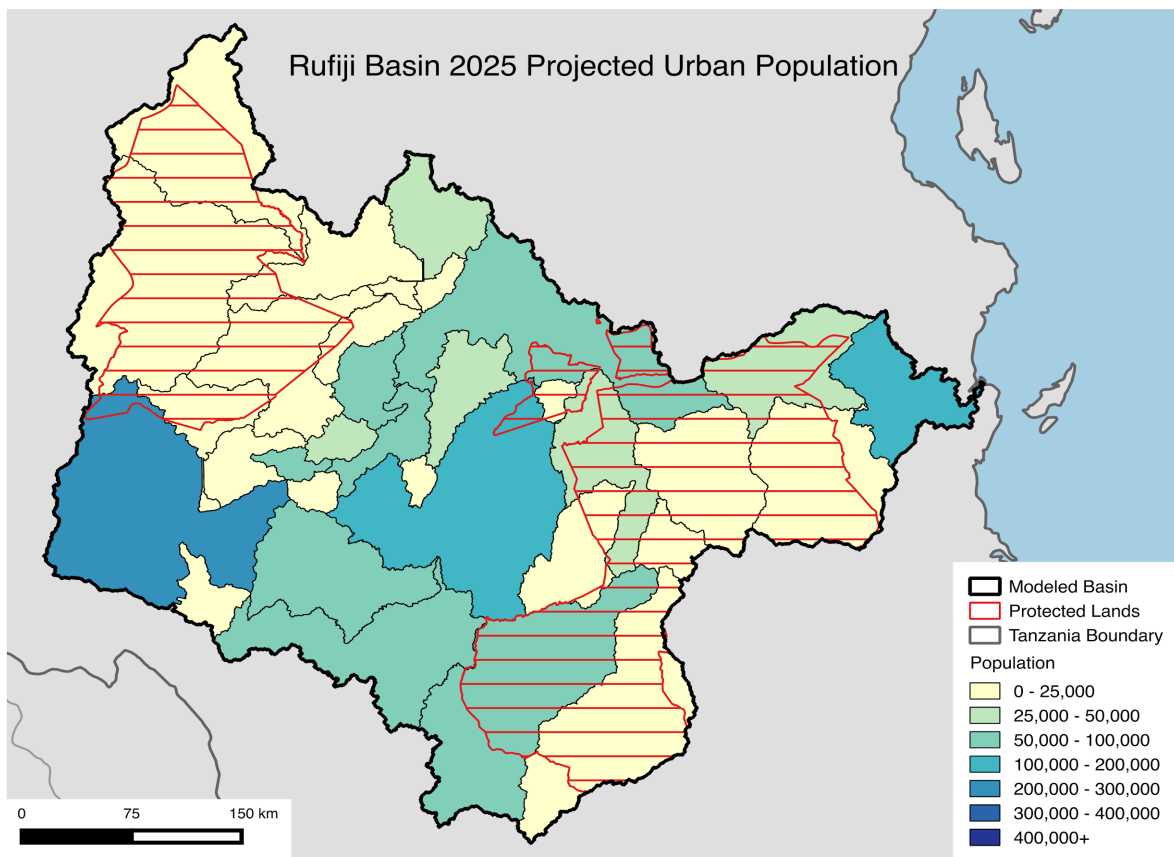 Rufiji Basin 2025 Projected Urban Population
Modeled Basin
Protected Lands
Tanzania Boundary
Population
0 - 25,000
25,000 - 50,000
50,000 - 100,000
100,000 - 200,000
200,000 - 300,000
300,000 - 400,000
400,000+
0 75 150 km